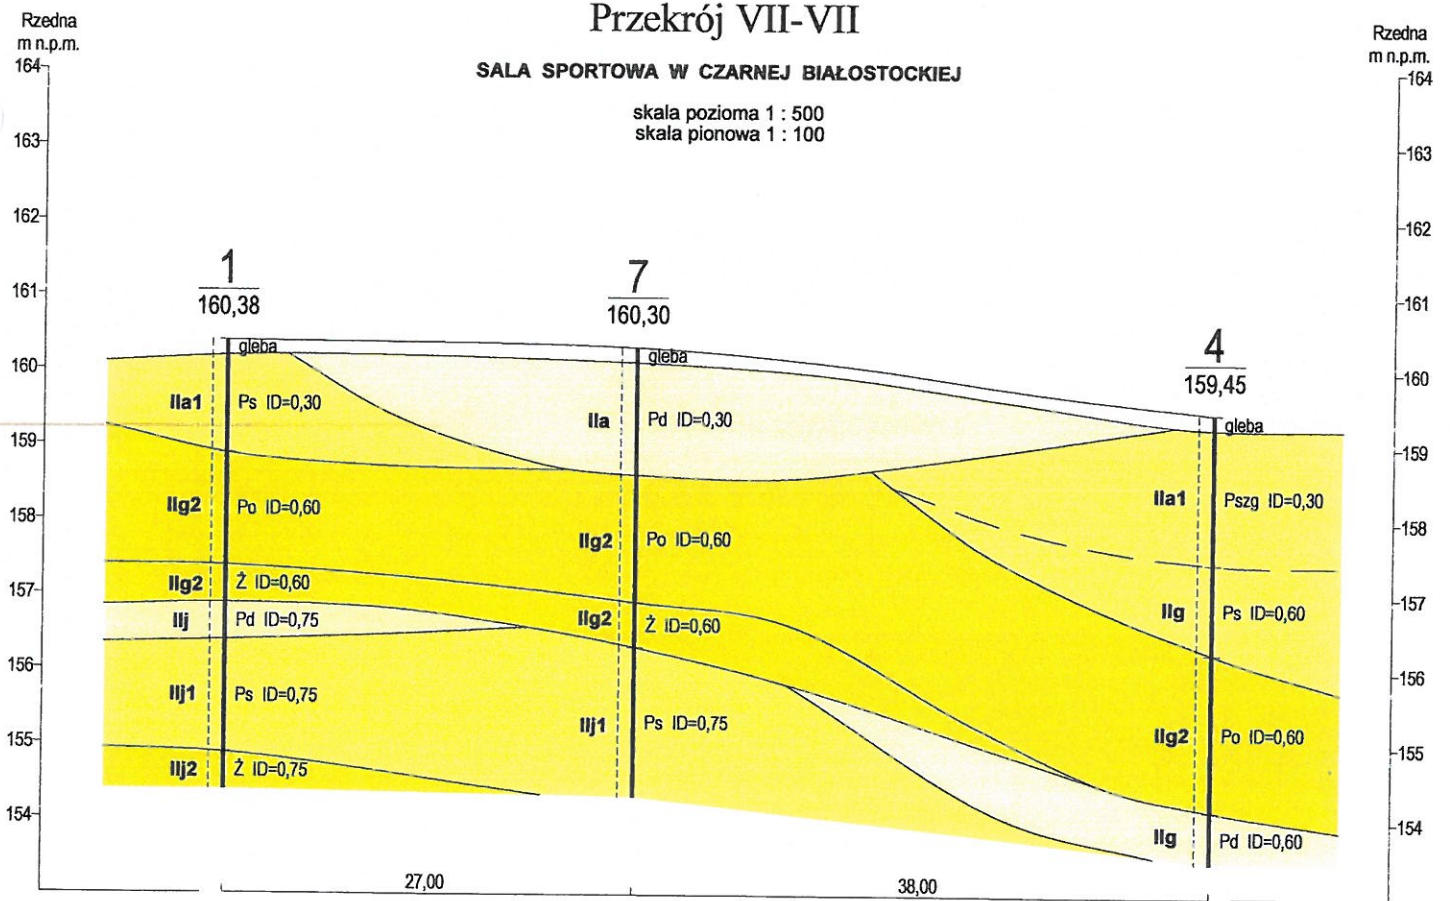 Przekrój VII-VII
Rzedna
m n.p.m.
Rzedna
m n.p.m.
SALA SPORTOWA W CZARNEJ BIAŁOSTOCKIEJ
skala pozioma 1 : 500
skala pionowa 1 : 100
164
163
162
161
160
159
158
157
156
155
154
164
163
162
161
160
159
158
157
156
155
154
1
160,38
gleba
IIa1 Ps ID=0,30
IIg2 Po ID=0,60
IIg2 Ż ID=0,60
IIj Pd ID=0,75
IIj1 Ps ID=0,75
IIj2 Ż ID=0,75
7
160,30
gleba
IIa Pd ID=0,30
IIg2 Po ID=0,60
IIg2 Ż ID=0,60
IIj1 Ps ID=0,75
4
159,45
gleba
IIa1 Pszg ID=0,30
IIg Ps ID=0,60
IIg2 Po ID=0,60
IIg Pd ID=0,60
27,00
38,00